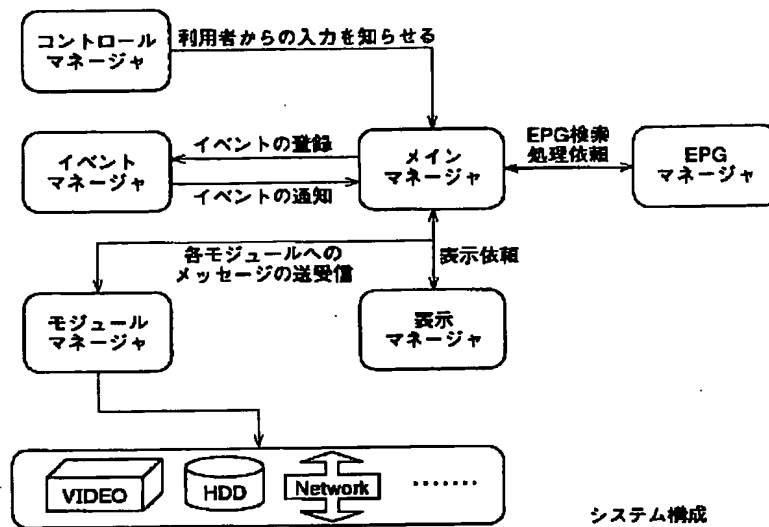 コントロール
マネージャ
利用者からの入力を知らせる
イベント
マネージャ
イベントの登録
イベントの通知
メイン
マネージャ
EPG検索
処理依頼
EPG
マネージャ
各モジュールへの
メッセージの送受信
表示依頼
モジュール
マネージャ
表示
マネージャ
VIDEO
HDD
Network
‥‥‥‥
システム構成